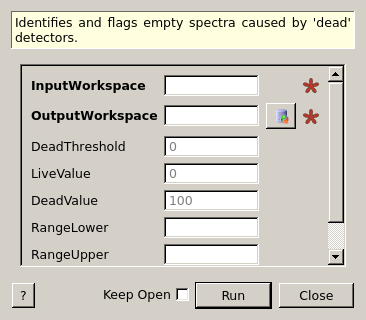 Identifies and flags empty spectra caused by 'dead'
detectors.
InputWorkspace
OutputWorkspace
DeadThreshold 0
LiveValue 0
DeadValue 100
RangeLower
RangeUpper
? Keep Open Run Close